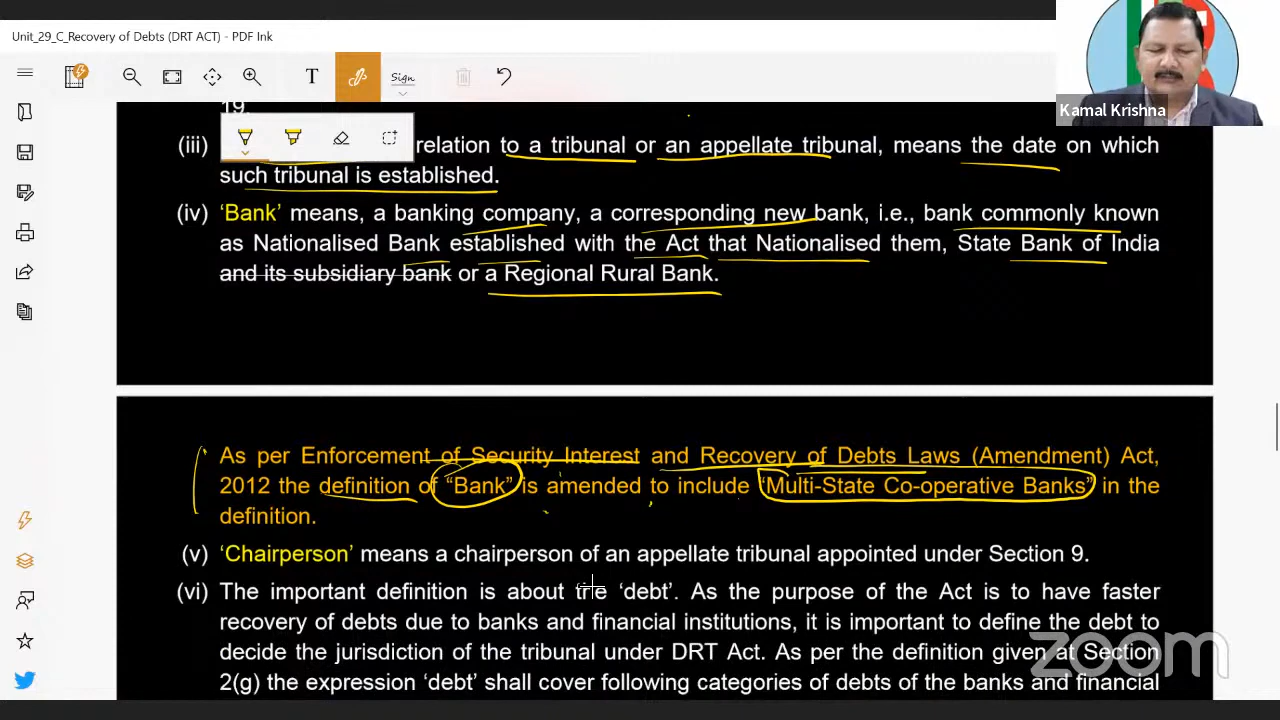 Unit_29_C_Recovery of Debts (DRT ACT) - PDF Ink
T
Sign
Kamal Krishna
19.
(iii) relation to a tribunal or an appellate tribunal, means the date on which
such tribunal is established.
(iv) ‘Bank’ means, a banking company, a corresponding new bank, i.e., bank commonly known
as Nationalised Bank established with the Act that Nationalised them, State Bank of India
and its subsidiary bank or a Regional Rural Bank.
As per Enforcement of Security Interest and Recovery of Debts Laws (Amendment) Act,
2012 the definition of “Bank” is amended to include “Multi-State Co-operative Banks” in the
definition.
(v) ‘Chairperson’ means a chairperson of an appellate tribunal appointed under Section 9.
(vi) The important definition is about the ‘debt’. As the purpose of the Act is to have faster
recovery of debts due to banks and financial institutions, it is important to define the debt to
decide the jurisdiction of the tribunal under DRT Act. As per the definition given at Section
2(g) the expression ‘debt’ shall cover following categories of debts of the banks and financial
zoom